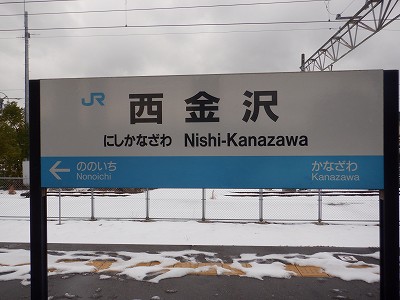 JR 西金沢
にしかなざわ Nishi-Kanazawa
← ののいち かなざわ
Nonoichi Kanazawa